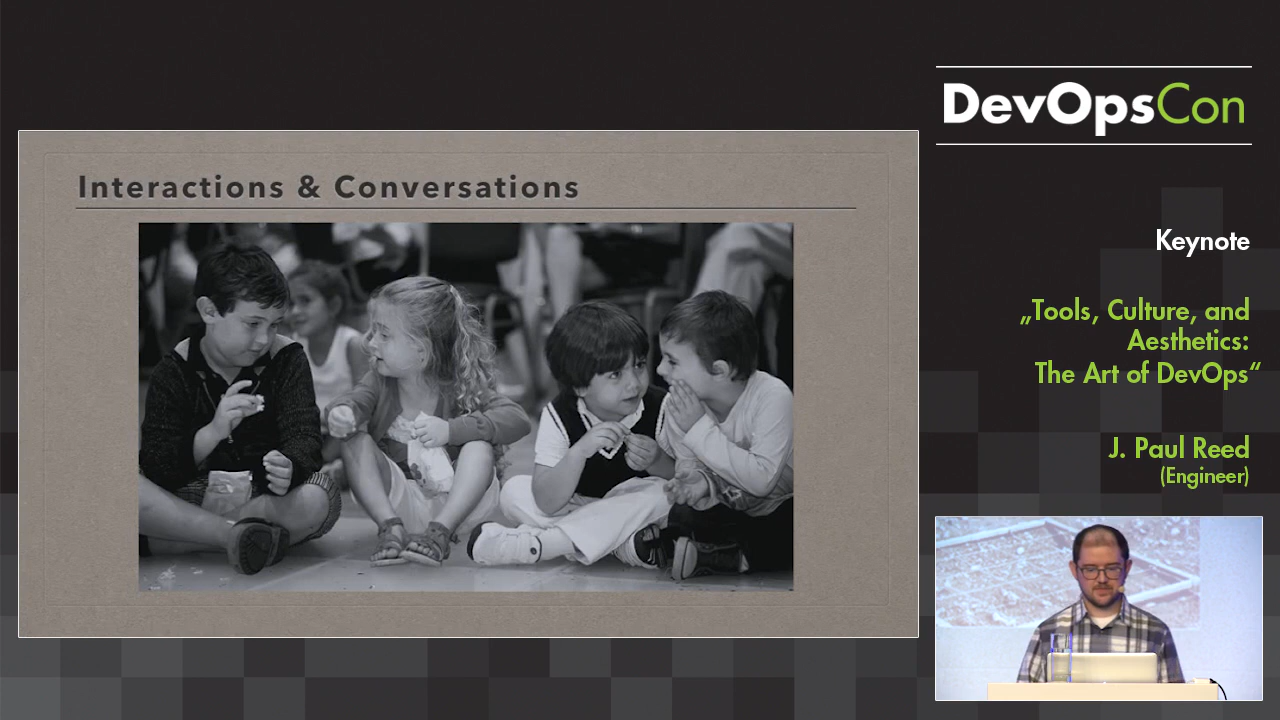 Interactions & Conversations
DevOpsCon
Keynote
„Tools, Culture, and
Aesthetics:
The Art of DevOps“
J. Paul Reed
(Engineer)